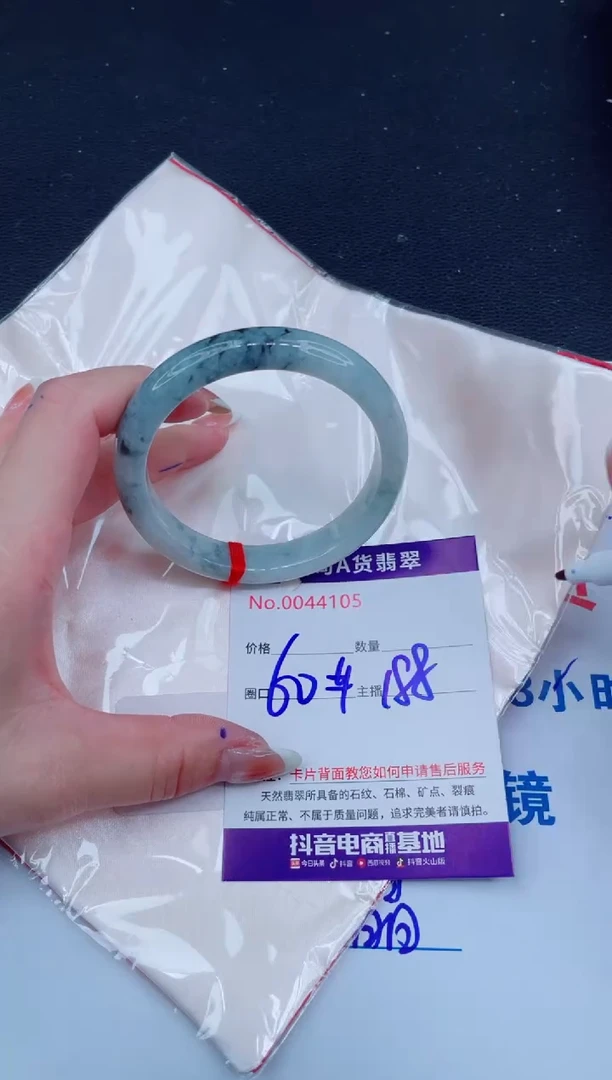 A货翡翠
No.0044105
价格 数量
圈口 60 主播 188
卡片背面教您如何申请售后服务
天然翡翠所具备的石纹、石棉、矿点、裂痕
纯属正常、不属于质量问题，追求完美者请慎拍。
抖音电商直播基地
今日头条 抖音 西瓜视频 抖音火山版
小时
镜